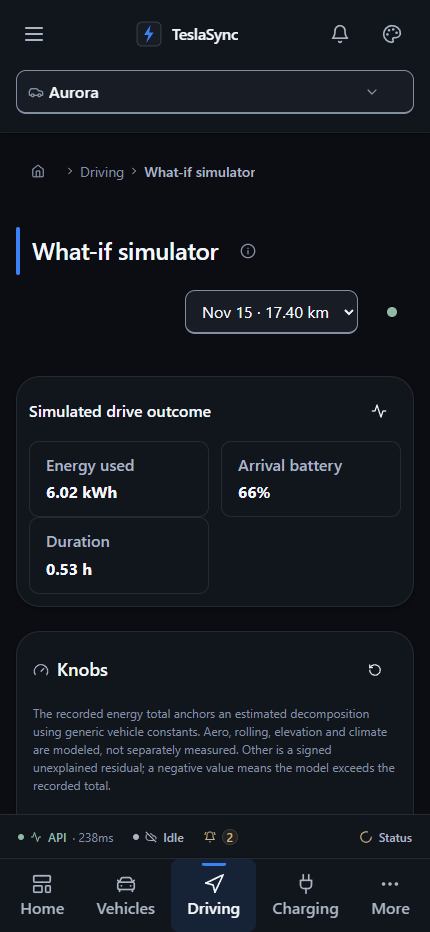 TeslaSync
Aurora
Driving
What-if simulator
What-if simulator
Nov 15 · 17.40 km
Simulated drive outcome
Energy used
6.02 kWh
Arrival battery
66%
Duration
0.53 h
Knobs
The recorded energy total anchors an estimated decomposition
using generic vehicle constants. Aero, rolling, elevation and climate
are modeled, not separately measured. Other is a signed
unexplained residual; a negative value means the model exceeds the
recorded total.
API · 238ms
Idle
2
Status
Home
Vehicles
Driving
Charging
More